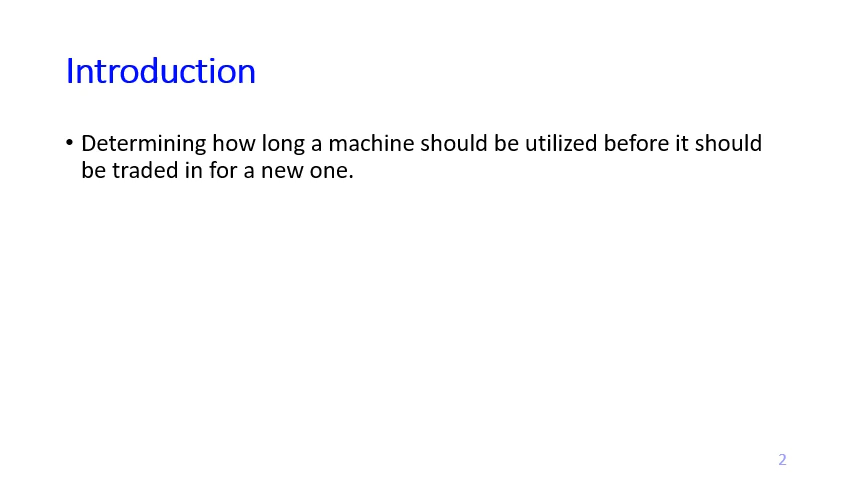 Introduction
• Determining how long a machine should be utilized before it should
be traded in for a new one.
2